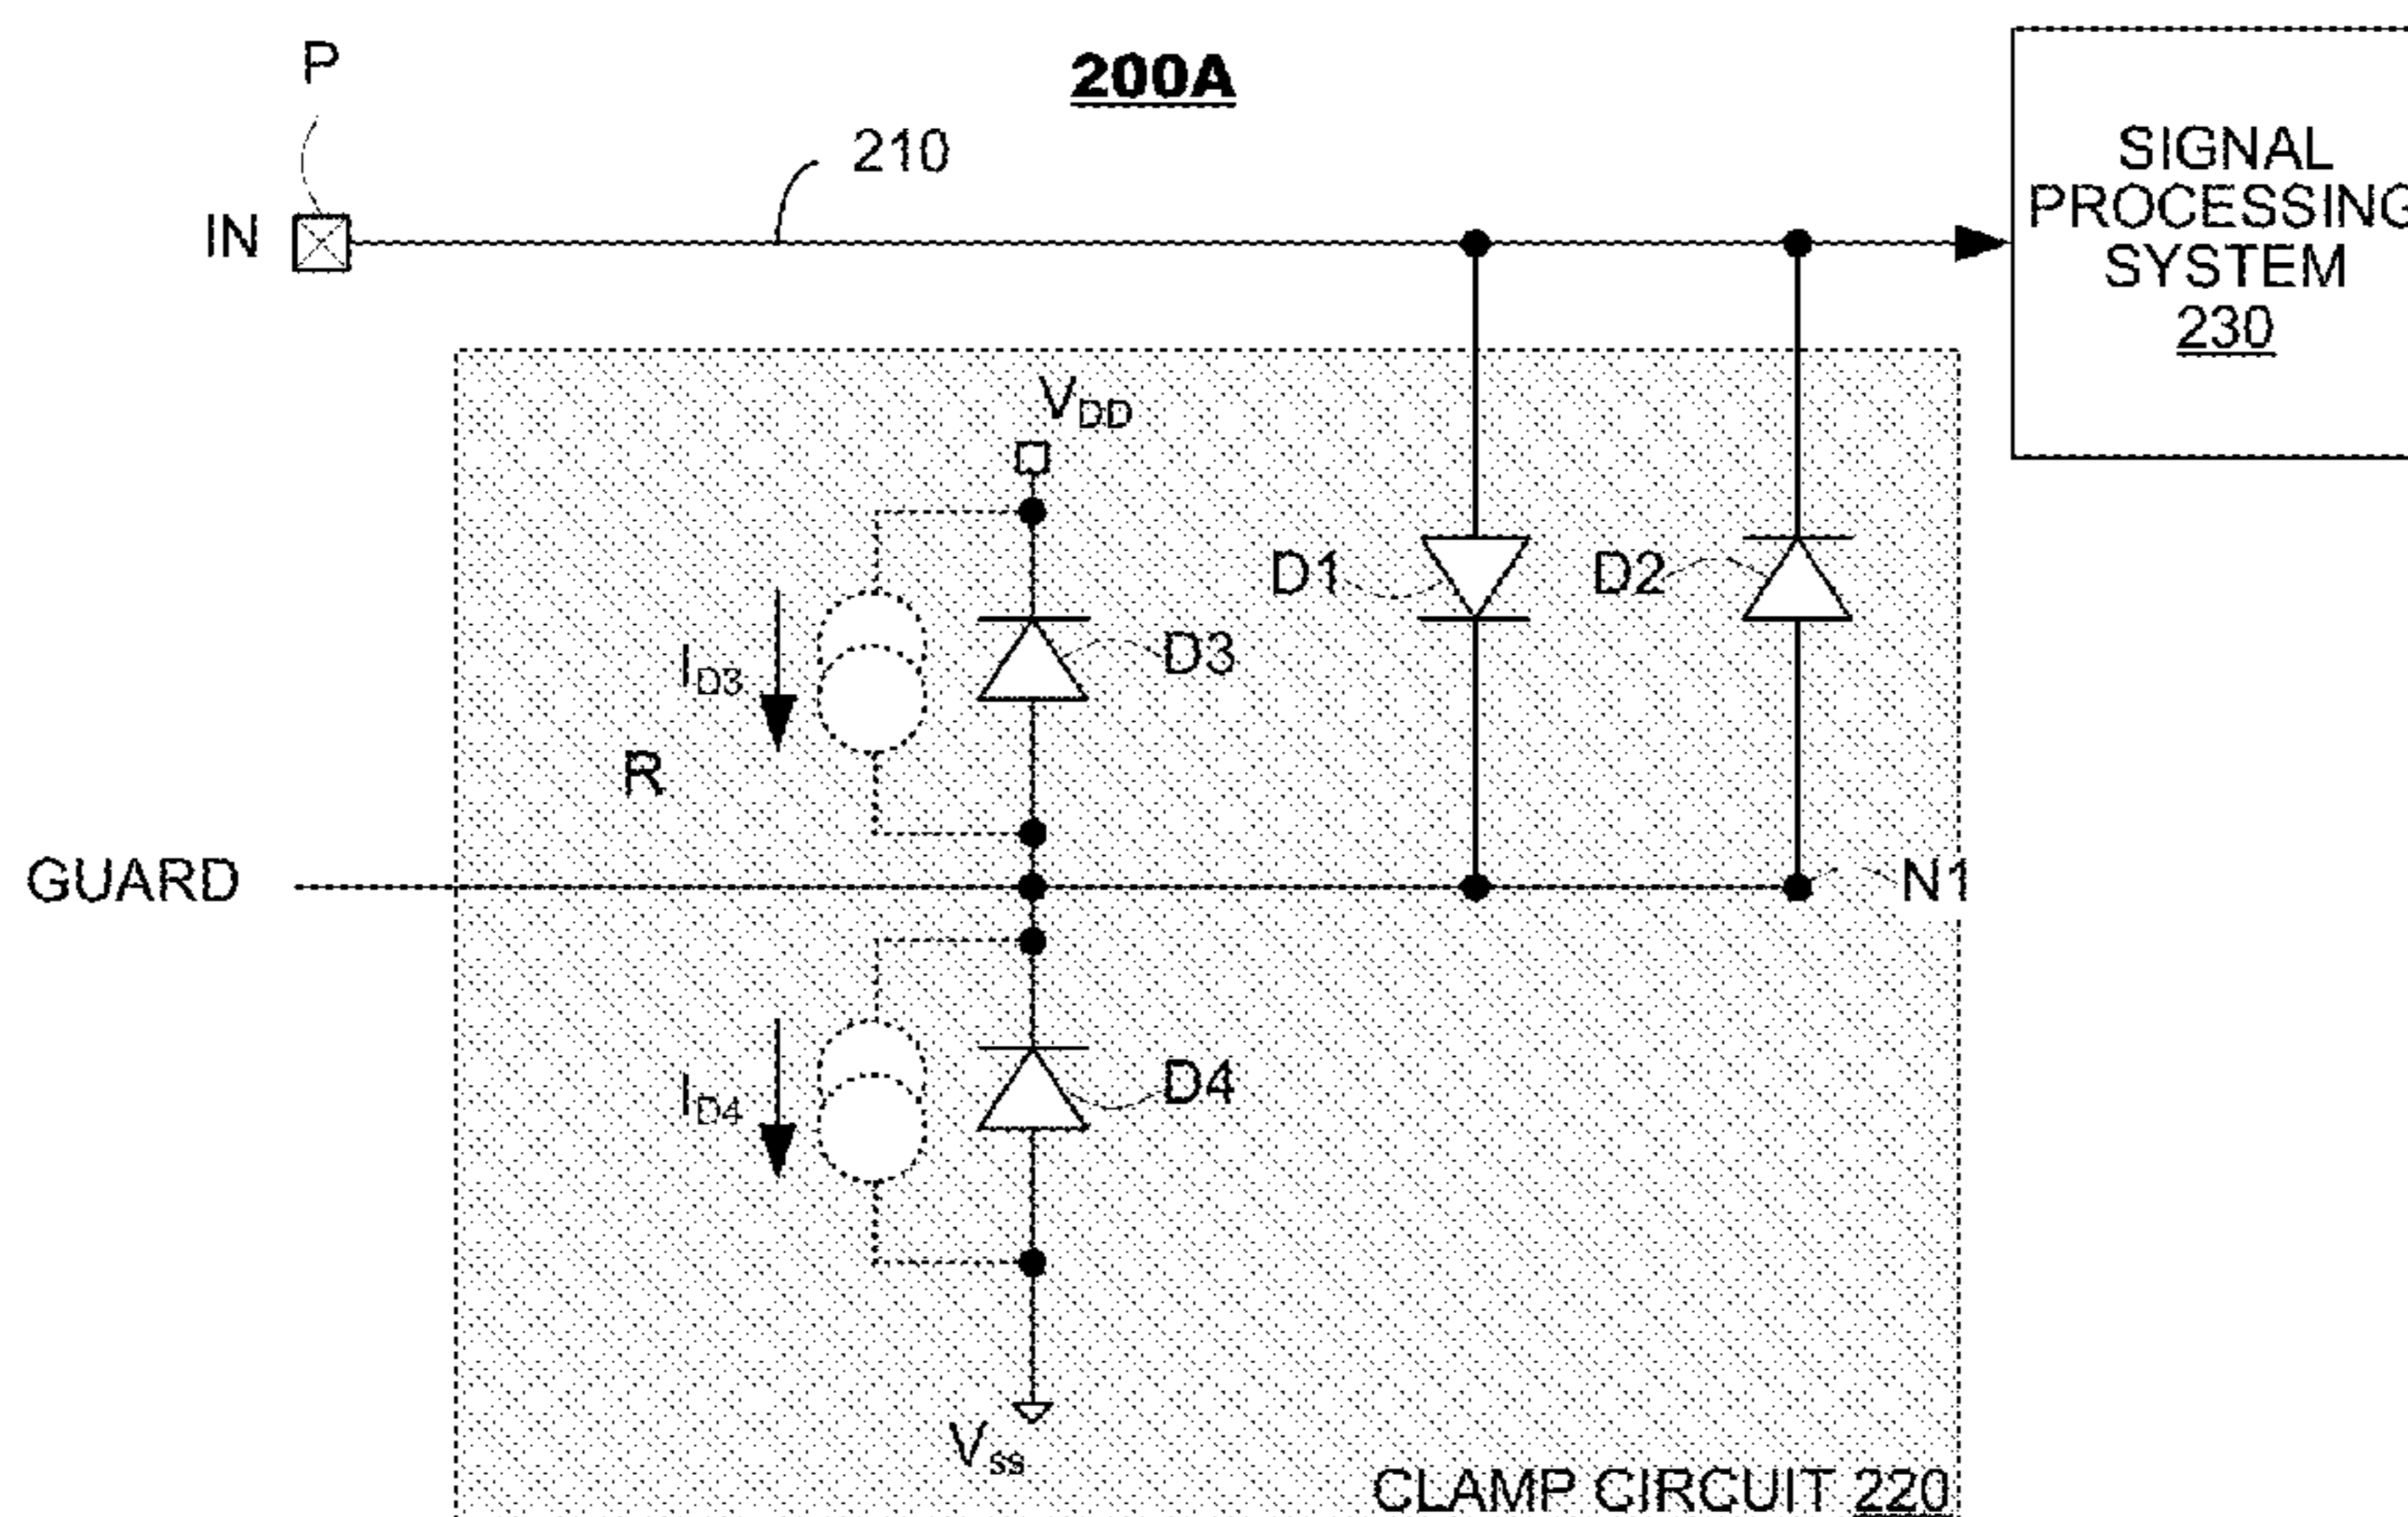 P
200A
210
IN
SIGNAL
PROCESSING
SYSTEM
230
VDD
D1
D2
ID3
D3
R
GUARD
N1
ID4
D4
Vss
CLAMP CIRCUIT 220